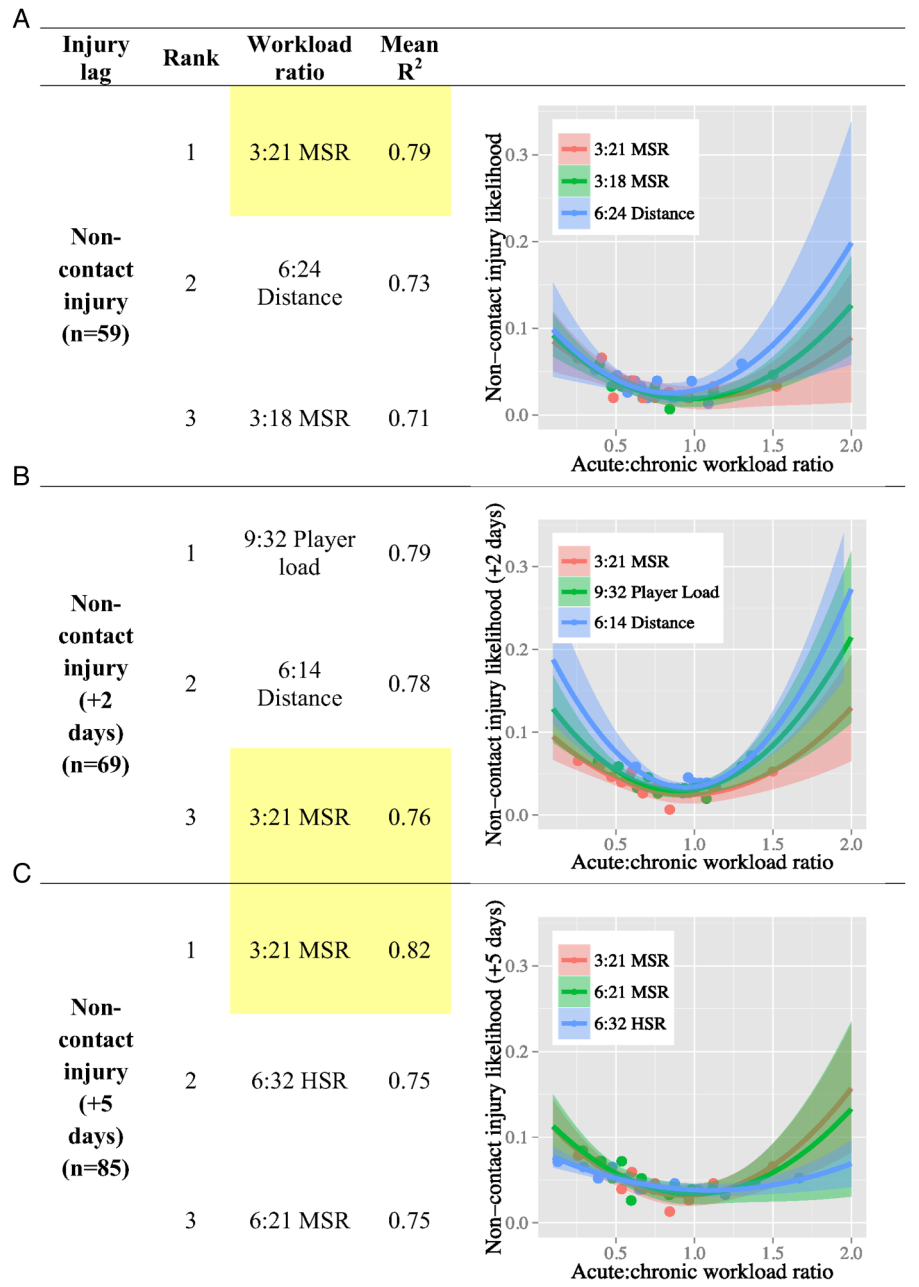 A
Injury lag Rank Workload ratio Mean R²
Non-contact injury (n=59)
1 3:21 MSR 0.79
2 6:24 Distance 0.73
3 3:18 MSR 0.71
Non−contact injury likelihood
0.3
0.2
0.1
0.0
3:21 MSR
3:18 MSR
6:24 Distance
0.5 1.0 1.5 2.0
Acute:chronic workload ratio
B
Non-contact injury (+2 days) (n=69)
1 9:32 Player load 0.79
2 6:14 Distance 0.78
3 3:21 MSR 0.76
Non−contact injury likelihood (+2 days)
0.3
0.2
0.1
0.0
3:21 MSR
9:32 Player Load
6:14 Distance
0.5 1.0 1.5 2.0
Acute:chronic workload ratio
C
Non-contact injury (+5 days) (n=85)
1 3:21 MSR 0.82
2 6:32 HSR 0.75
3 6:21 MSR 0.75
Non−contact injury likelihood (+5 days)
0.3
0.2
0.1
0.0
3:21 MSR
6:21 MSR
6:32 HSR
0.5 1.0 1.5 2.0
Acute:chronic workload ratio